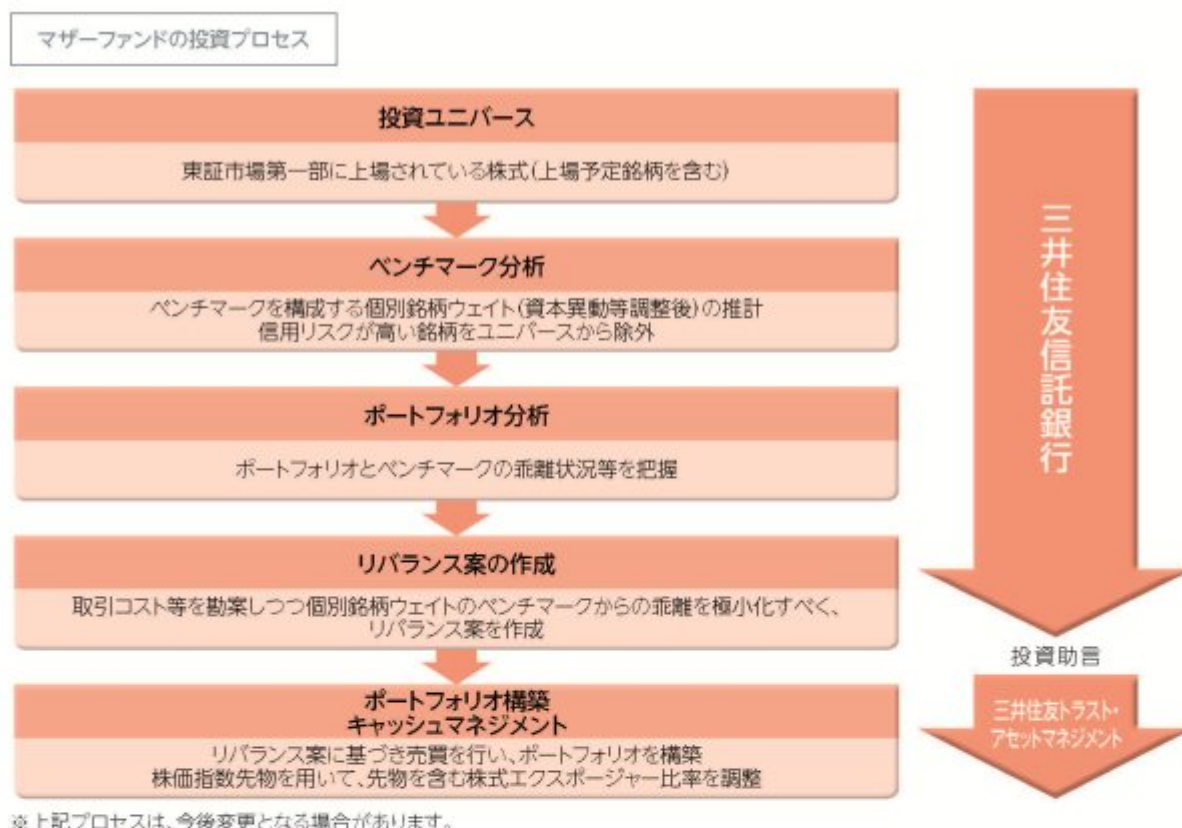 マザーファンドの投資プロセス
投資ユニバース
東証市場第一部に上場されている株式(上場予定銘柄を含む)
ベンチマーク分析
ベンチマークを構成する個別銘柄ウェイト(資本異動等調整後)の推計
信用リスクが高い銘柄をユニバースから除外
ポートフォリオ分析
ポートフォリオとベンチマークの乖離状況等を把握
リバランス案の作成
取引コスト等を勘案しつつ個別銘柄ウェイトのベンチマークからの乖離を極小化すべく、
リバランス案を作成
ポートフォリオ構築
キャッシュマネジメント
リバランス案に基づき売買を行い、ポートフォリオを構築
株価指数先物を用いて、先物を含む株式エクスポージャー比率を調整
三井住友信託銀行
投資助言
三井住友トラスト・
アセットマネジメント
※上記プロセスは、今後変更となる場合があります。